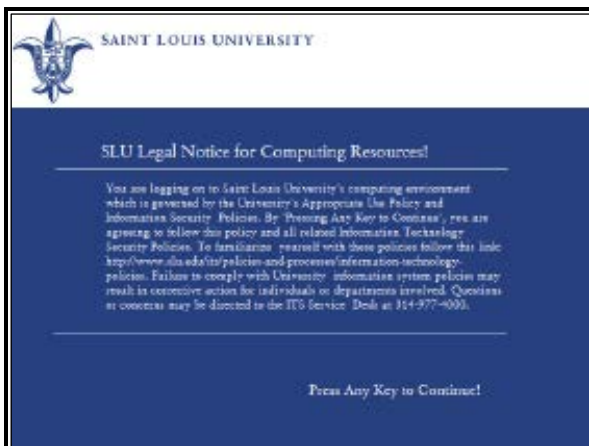 SAINT LOUIS UNIVERSITY
SLU Legal Notice for Computing Resources!
You are logging on to Saint Louis University's computing environment
which is governed by the University's Appropriate Use Policy and
Information Security Policies. By 'Pressing Any Key to Continue', you are
agreeing to follow this policy and all related Information Technology
Security Policies. To familiarize yourself with these policies follow this link:
http://www.slu.edu/its/policies-and-processes/information-technology-
policies. Failure to comply with University information system policies may
result in corrective action for individuals or departments involved. Questions
or concerns may be directed to the ITS Service Desk at 314-977-4000.
Press Any Key to Continue!